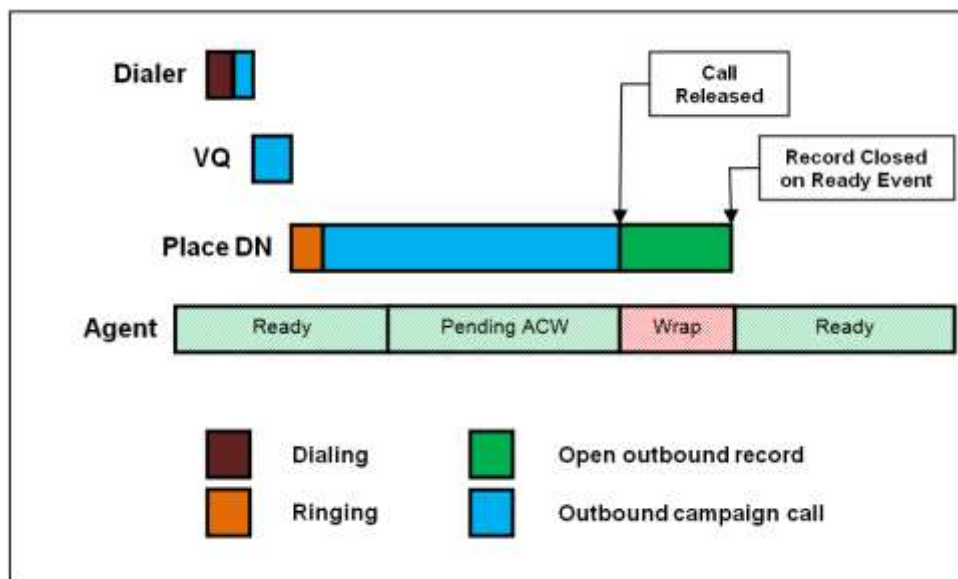 Dialer
Call
Released
VQ
Record Closed
on Ready Event
Place DN
Agent
Ready
Pending ACW
Wrap
Ready
Dialing
Open outbound record
Ringing
Outbound campaign call